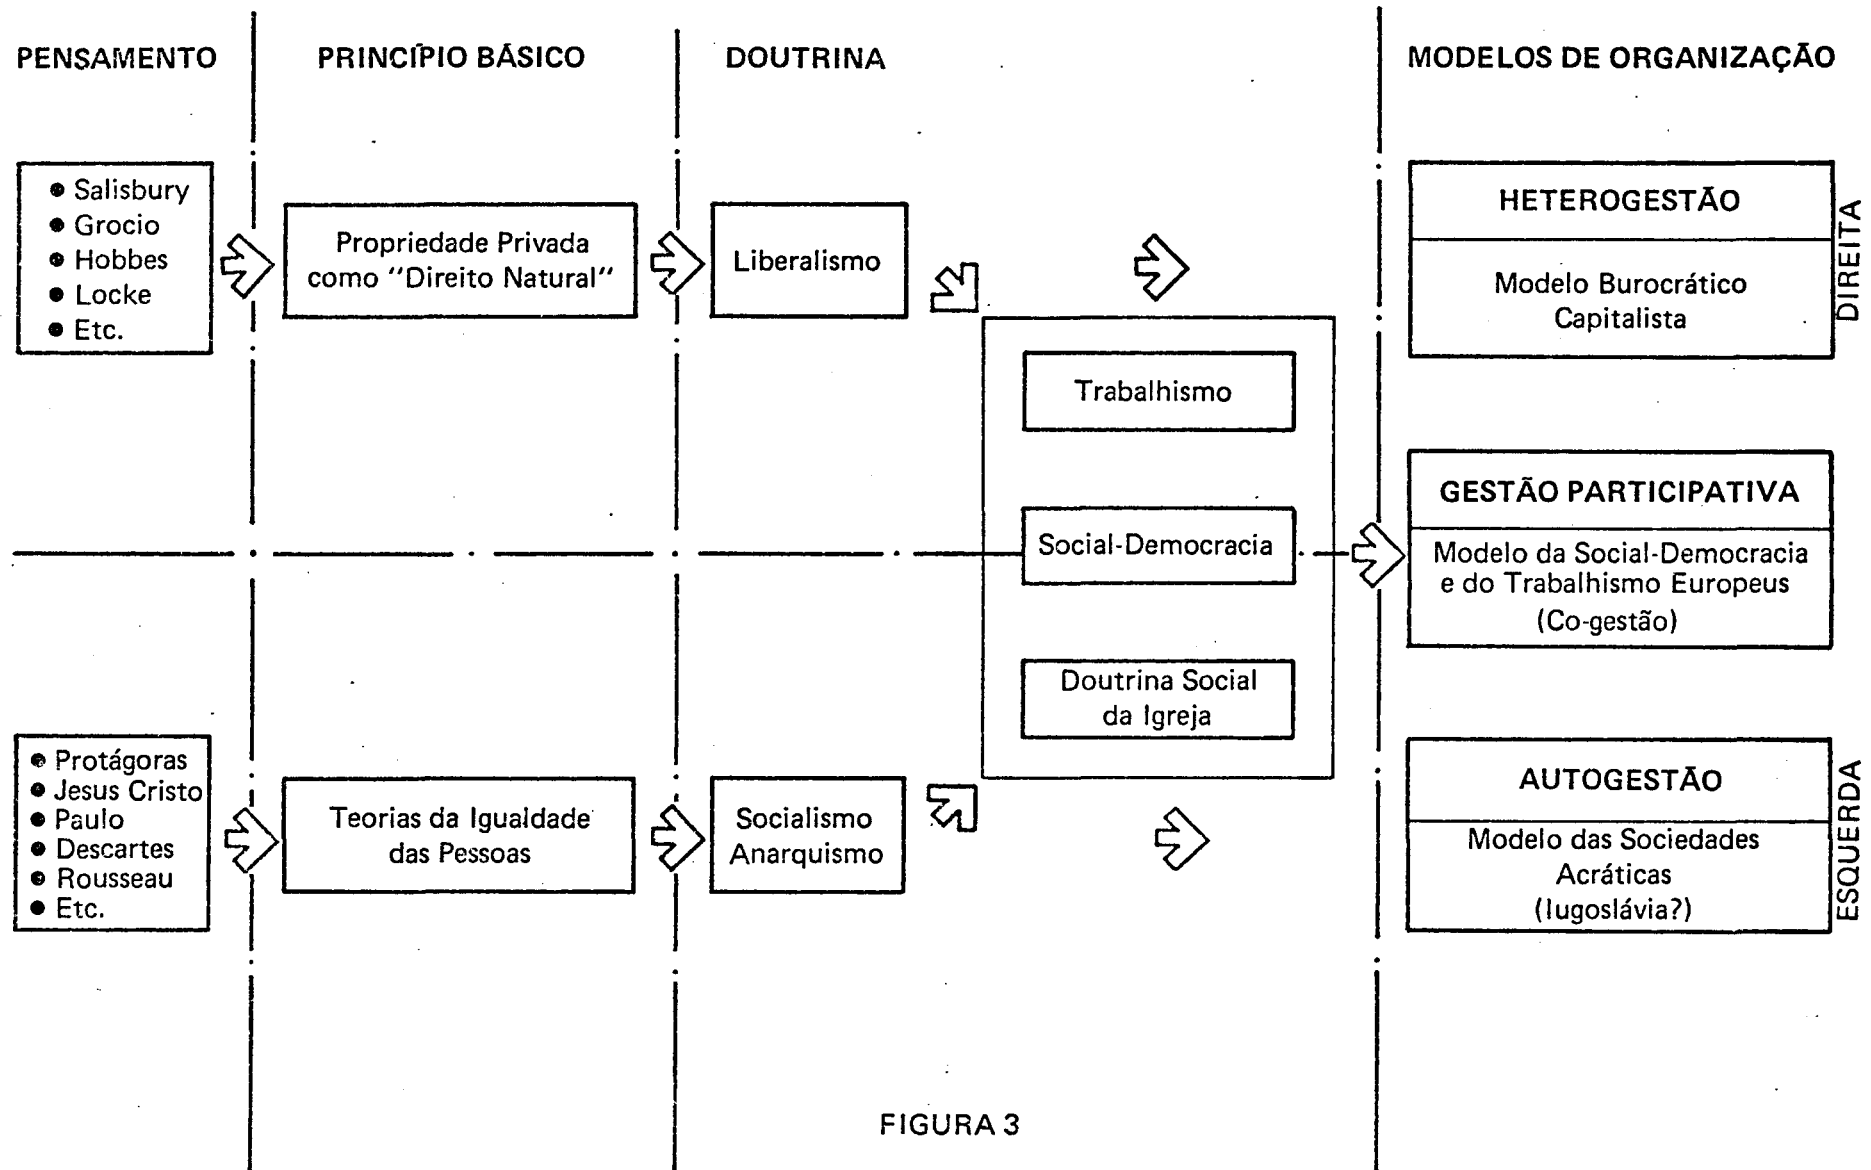 PENSAMENTO
PRINCÍPIO BÁSICO
DOUTRINA
MODELOS DE ORGANIZAÇÃO
● Salisbury
● Grocio
● Hobbes
● Locke
● Etc.
Propriedade Privada
como "Direito Natural"
Liberalismo
HETEROGESTÃO
Modelo Burocrático
Capitalista
DIREITA
Trabalhismo
Social-Democracia
Doutrina Social
da Igreja
GESTÃO PARTICIPATIVA
Modelo da Social-Democracia
e do Trabalhismo Europeus
(Co-gestão)
● Protágoras
● Jesus Cristo
● Paulo
● Descartes
● Rousseau
● Etc.
Teorias da Igualdade
das Pessoas
Socialismo
Anarquismo
AUTOGESTÃO
Modelo das Sociedades
Acráticas
(Iugoslávia?)
ESQUERDA
FIGURA 3